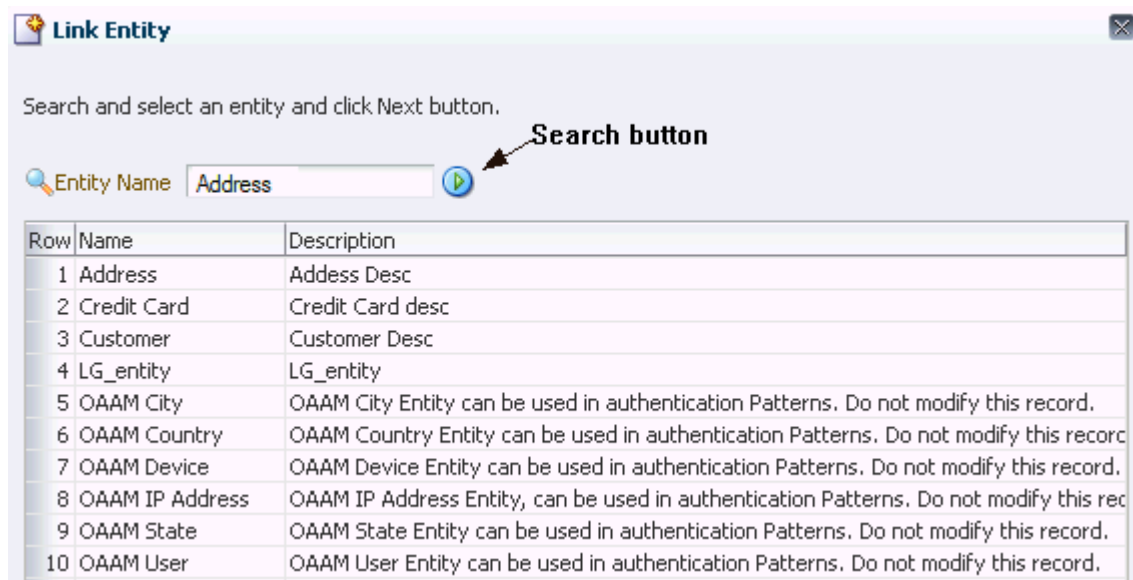 Link Entity
Search and select an entity and click Next button.
Search button
Entity Name Address
Row Name Description
1 Address Addess Desc
2 Credit Card Credit Card desc
3 Customer Customer Desc
4 LG_entity LG_entity
5 OAAM City OAAM City Entity can be used in authentication Patterns. Do not modify this record.
6 OAAM Country OAAM Country Entity can be used in authentication Patterns. Do not modify this recorc
7 OAAM Device OAAM Device Entity can be used in authentication Patterns. Do not modify this record.
8 OAAM IP Address OAAM IP Address Entity, can be used in authentication Patterns. Do not modify this rec
9 OAAM State OAAM State Entity can be used in authentication Patterns. Do not modify this record.
10 OAAM User OAAM User Entity can be used in authentication Patterns. Do not modify this record.